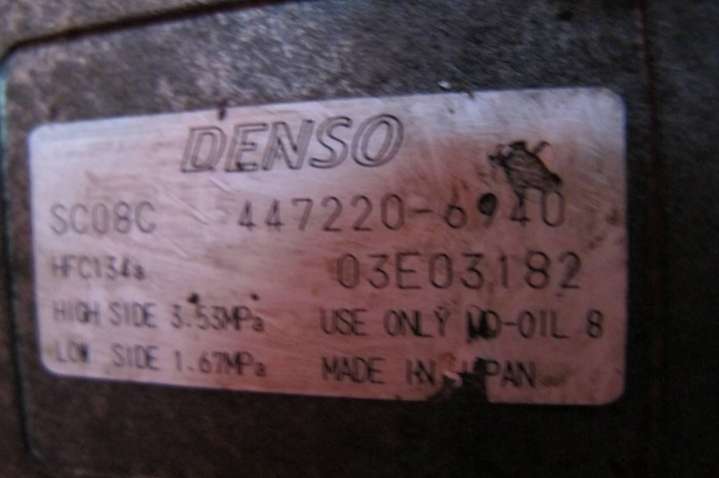 DENSO
SC08C 447220-6940
HFC134a 03E03182
HIGH SIDE 3.53MPa USE ONLY ND-OIL 8
LOW SIDE 1.67MPa MADE IN JAPAN